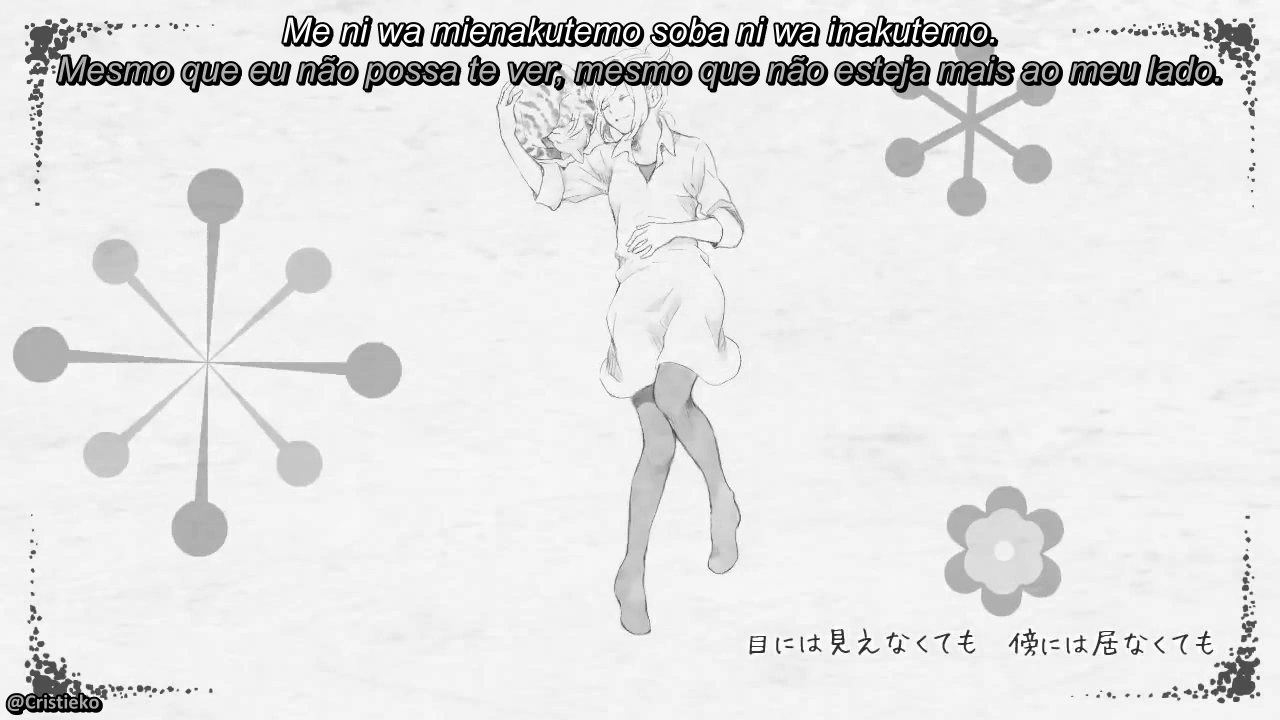 Me ni wa mienakutemo soba ni wa inakutemo.
Mesmo que eu não possa te ver, mesmo que não esteja mais ao meu lado.
目には見えなくても　傍には居なくても
@Cristieko